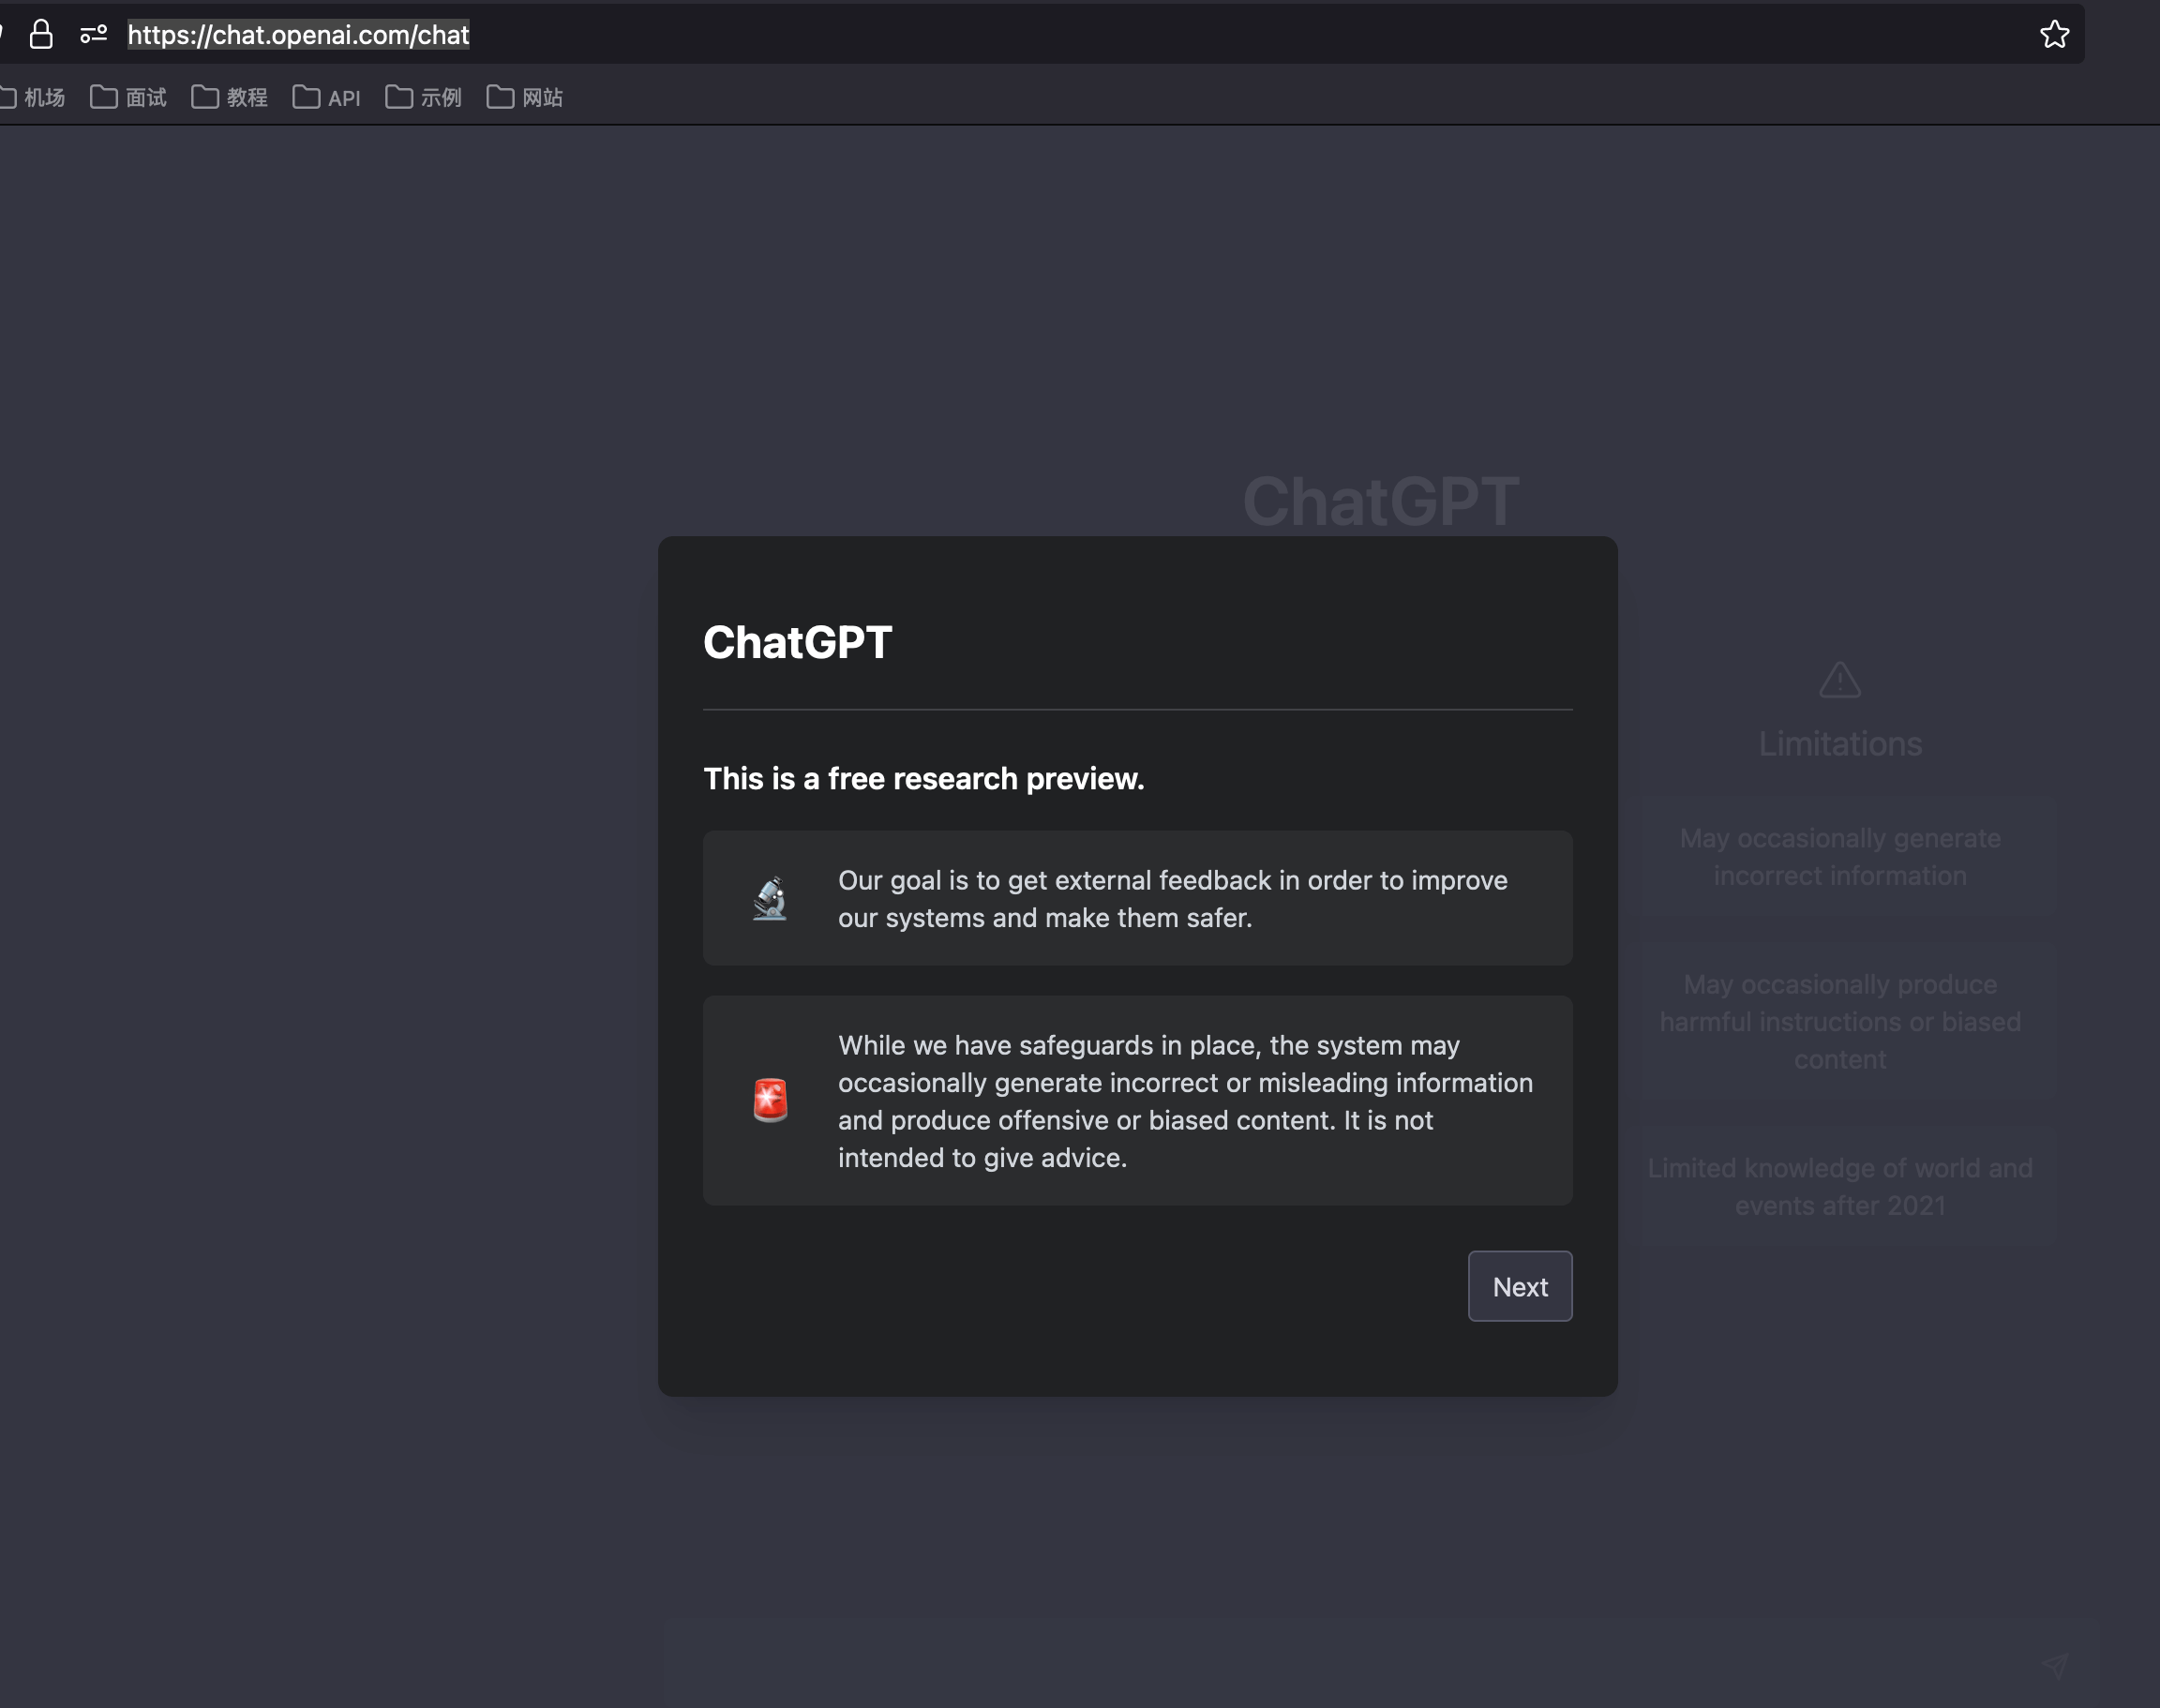 https://chat.openai.com/chat
机场 面试 教程 API 示例 网站
ChatGPT
ChatGPT
This is a free research preview.
Our goal is to get external feedback in order to improve
our systems and make them safer.
While we have safeguards in place, the system may
occasionally generate incorrect or misleading information
and produce offensive or biased content. It is not
intended to give advice.
Next
Limitations
May occasionally generate
incorrect information
May occasionally produce
harmful instructions or biased
content
Limited knowledge of world and
events after 2021